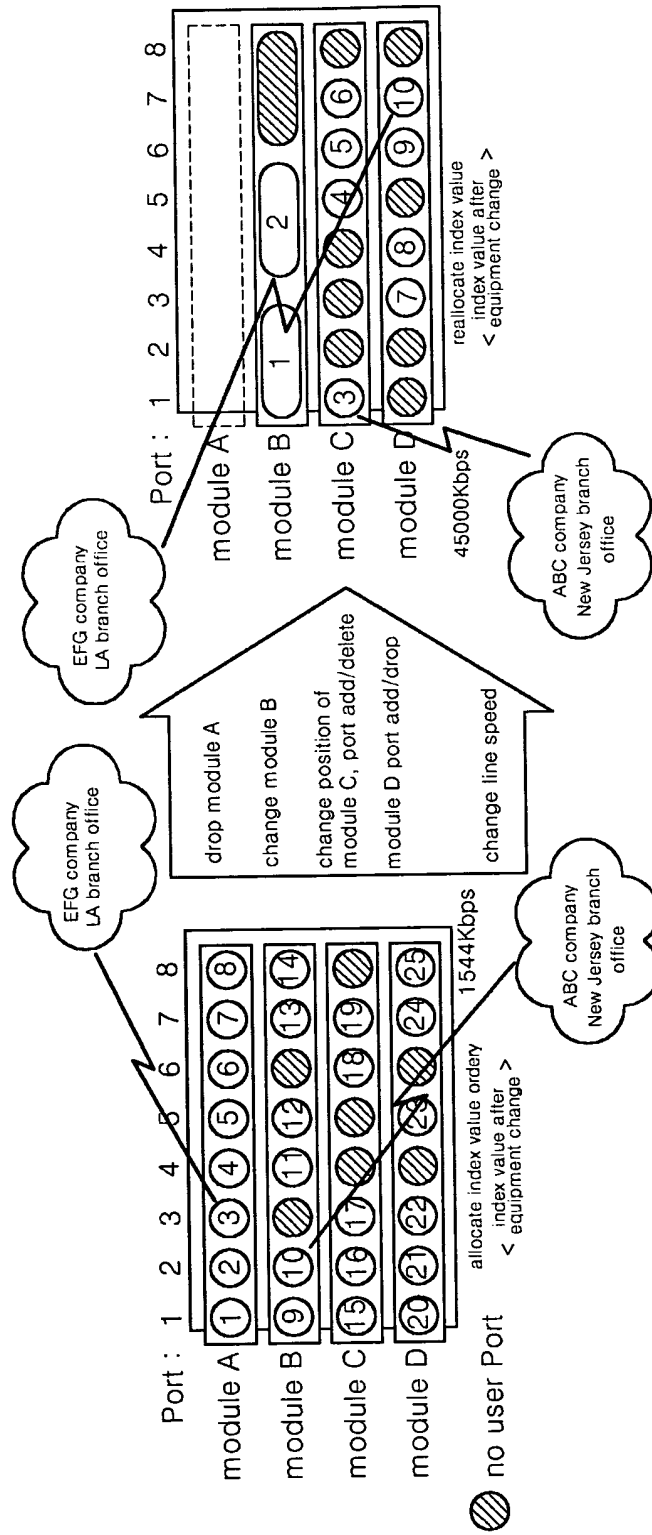 EFG company
LA branch office
Port : 1 2 3 4 5 6 7 8
module A 1 2 3 4 5 6 7 8
module B 9 10 11 12 13 14
module C 15 16 17 18 19
module D 20 21 22 23 24 25
1544Kbps
allocate index value ordery
index value after
< equipment change >
no user Port
ABC company
New Jersey branch
office
drop module A
change module B
change position of
module C, port add/delete
module D port add/drop
change line speed
EFG company
LA branch office
Port : 1 2 3 4 5 6 7 8
module A
module B 1 2
module C 3 4 5 6
module D 7 8 9 10
45000Kbps
reallocate index value
index value after
< equipment change >
ABC company
New Jersey branch
office